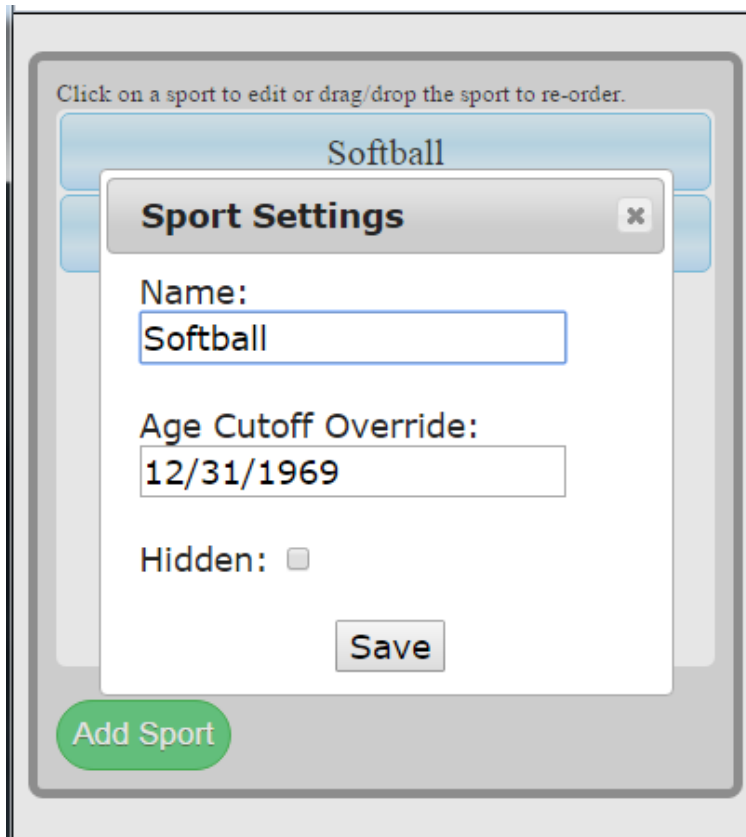 Click on a sport to edit or drag/drop the sport to re-order.
Softball
Sport Settings
Name:
Softball
Age Cutoff Override:
12/31/1969
Hidden:
Save
Add Sport